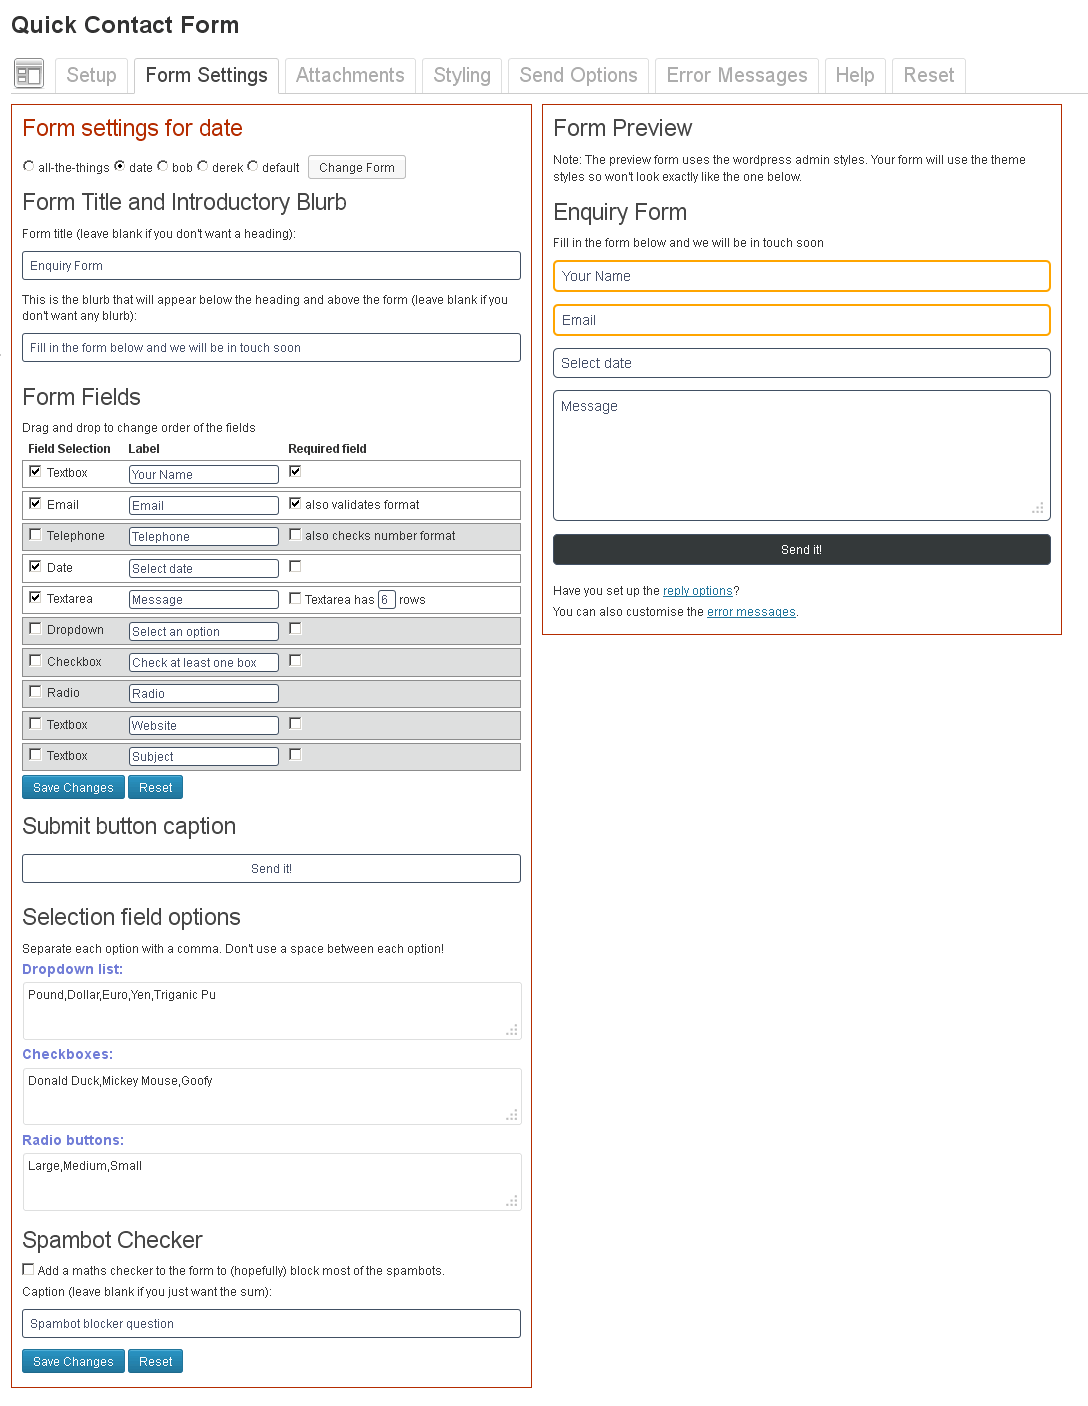 Quick Contact Form
Setup Form Settings Attachments Styling Send Options Error Messages Help Reset
Form settings for date
all-the-things date bob derek default Change Form
Form Title and Introductory Blurb
Form title (leave blank if you don't want a heading):
Enquiry Form
This is the blurb that will appear below the heading and above the form (leave blank if you
don't want any blurb):
Fill in the form below and we will be in touch soon
Form Fields
Drag and drop to change order of the fields
Field Selection Label Required field
Textbox Your Name
Email Email also validates format
Telephone Telephone also checks number format
Date Select date
Textarea Message Textarea has 6 rows
Dropdown Select an option
Checkbox Check at least one box
Radio Radio
Textbox Website
Textbox Subject
Save Changes Reset
Submit button caption
Send it!
Selection field options
Separate each option with a comma. Don't use a space between each option!
Dropdown list:
Pound,Dollar,Euro,Yen,Triganic Pu
Checkboxes:
Donald Duck,Mickey Mouse,Goofy
Radio buttons:
Large,Medium,Small
Spambot Checker
Add a maths checker to the form to (hopefully) block most of the spambots.
Caption (leave blank if you just want the sum):
Spambot blocker question
Save Changes Reset
Form Preview
Note: The preview form uses the wordpress admin styles. Your form will use the theme
styles so won't look exactly like the one below.
Enquiry Form
Fill in the form below and we will be in touch soon
Your Name
Email
Select date
Message
Send it!
Have you set up the reply options?
You can also customise the error messages.